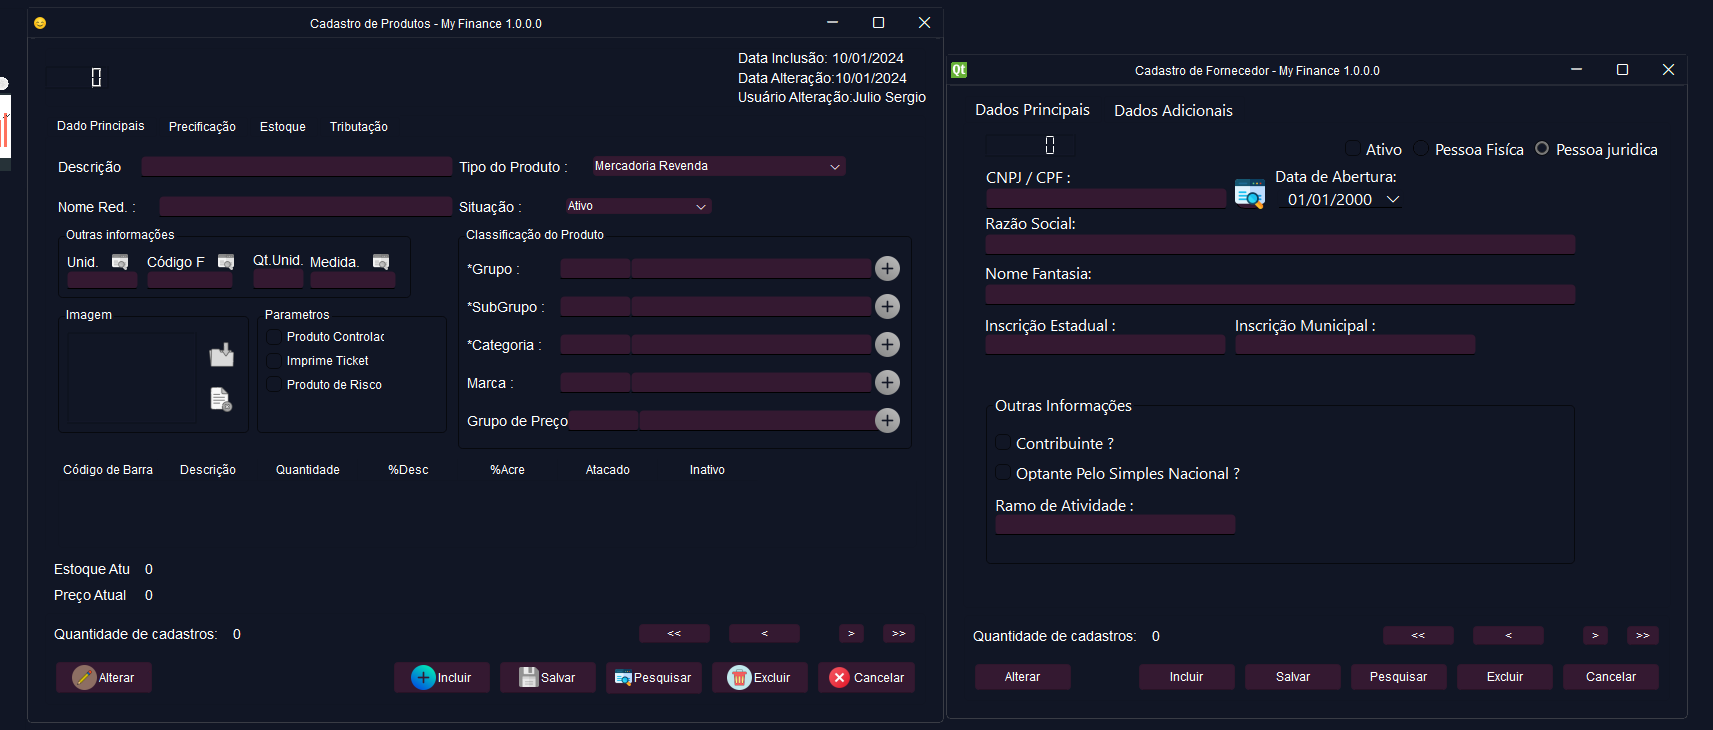 Cadastro de Produtos - My Finance 1.0.0.0
Data Inclusão: 10/01/2024
Data Alteração:10/01/2024
Usuário Alteração:Julio Sergio
0
Dado Principais Precificação Estoque Tributação
Descrição Tipo do Produto : Mercadoria Revenda
Nome Red. : Situação : Ativo
Outras informações
Unid. Código F Qt.Unid. Medida.
Classificação do Produto
*Grupo :
*SubGrupo :
*Categoria :
Marca :
Grupo de Preço
Imagem
Parametros
Produto Controlac
Imprime Ticket
Produto de Risco
Código de Barra Descrição Quantidade %Desc %Acre Atacado Inativo
Estoque Atu 0
Preço Atual 0
Quantidade de cadastros: 0 << < > >>
Alterar Incluir Salvar Pesquisar Excluir Cancelar
Qt Cadastro de Fornecedor - My Finance 1.0.0.0
Dados Principais Dados Adicionais
0
Ativo Pessoa Fisíca Pessoa juridica
CNPJ / CPF : Data de Abertura:
01/01/2000
Razão Social:
Nome Fantasia:
Inscrição Estadual : Inscrição Municipal :
Outras Informações
Contribuinte ?
Optante Pelo Simples Nacional ?
Ramo de Atividade :
Quantidade de cadastros: 0 << < > >>
Alterar Incluir Salvar Pesquisar Excluir Cancelar